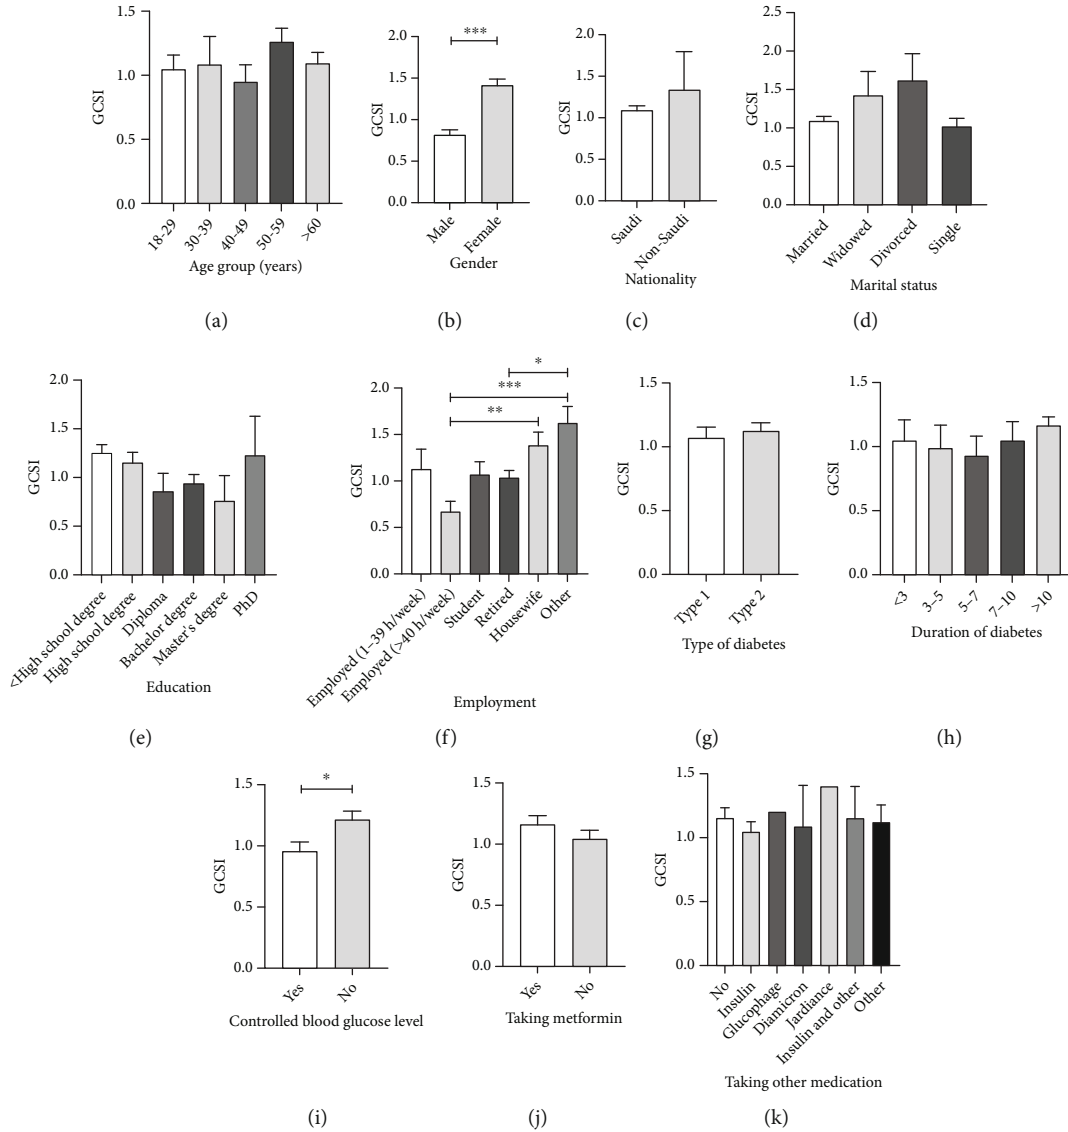 GCSI
1.5
1.0
0.5
0.0
18-29
30-39
40-49
50-59
>60
Age group (years)
(a)
GCSI
2.0
1.5
1.0
0.5
0.0
***
Male
Female
Gender
(b)
GCSI
2.0
1.5
1.0
0.5
0.0
Saudi
Non-Saudi
Nationality
(c)
GCSI
2.5
2.0
1.5
1.0
0.5
0.0
Married
Widowed
Divorced
Single
Marital status
(d)
GCSI
2.0
1.5
1.0
0.5
0.0
<High school degree
High school degree
Diploma
Bachelor degree
Master's degree
PhD
Education
(e)
GCSI
2.0
1.5
1.0
0.5
0.0
*
***
**
Employed (1–39 h/week)
Employed (>40 h/week)
Student
Retired
Housewife
Other
Employment
(f)
GCSI
1.5
1.0
0.5
0.0
Type 1
Type 2
Type of diabetes
(g)
GCSI
1.5
1.0
0.5
0.0
<3
3–5
5–7
7–10
>10
Duration of diabetes
(h)
GCSI
1.5
1.0
0.5
0.0
*
Yes
No
Controlled blood glucose level
(i)
GCSI
1.5
1.0
0.5
0.0
Yes
No
Taking metformin
(j)
GCSI
1.5
1.0
0.5
0.0
No
Insulin
Glucophage
Diamicron
Jardiance
Insulin and other
Other
Taking other medication
(k)